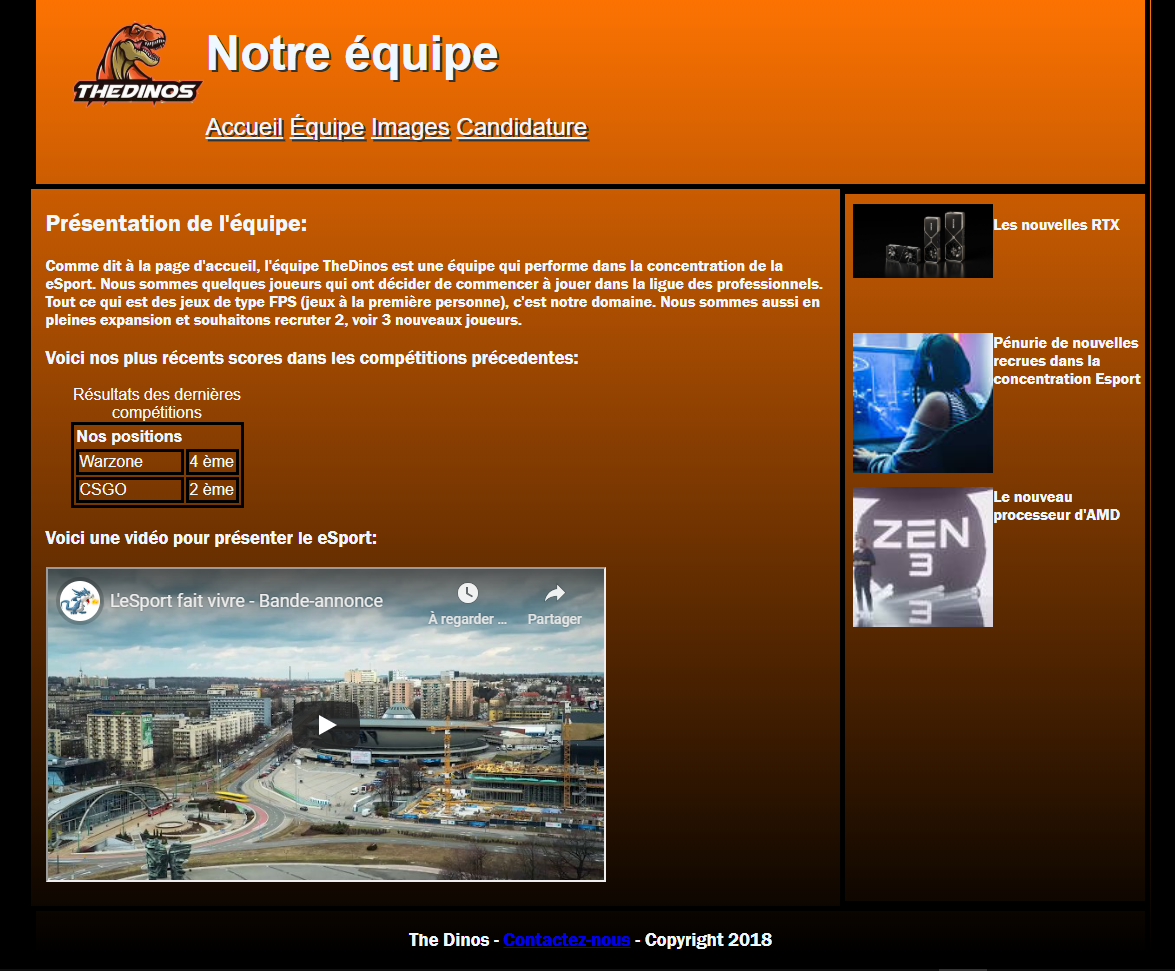 THEDINOS
Notre équipe
Accueil Équipe Images Candidature
Présentation de l'équipe:
Comme dit à la page d'accueil, l'équipe TheDinos est une équipe qui performe dans la concentration de la
eSport. Nous sommes quelques joueurs qui ont décider de commencer à jouer dans la ligue des professionnels.
Tout ce qui est des jeux de type FPS (jeux à la première personne), c'est notre domaine. Nous sommes aussi en
pleines expansion et souhaitons recruter 2, voir 3 nouveaux joueurs.
Voici nos plus récents scores dans les compétitions précedentes:
Résultats des dernières
compétitions
Nos positions
Warzone 4 ème
CSGO 2 ème
Voici une vidéo pour présenter le eSport:
L'eSport fait vivre - Bande-annonce
À regarder ...
Partager
Les nouvelles RTX
Pénurie de nouvelles
recrues dans la
concentration Esport
ZEN
3
3
Le nouveau
processeur d'AMD
The Dinos - Contactez-nous - Copyright 2018